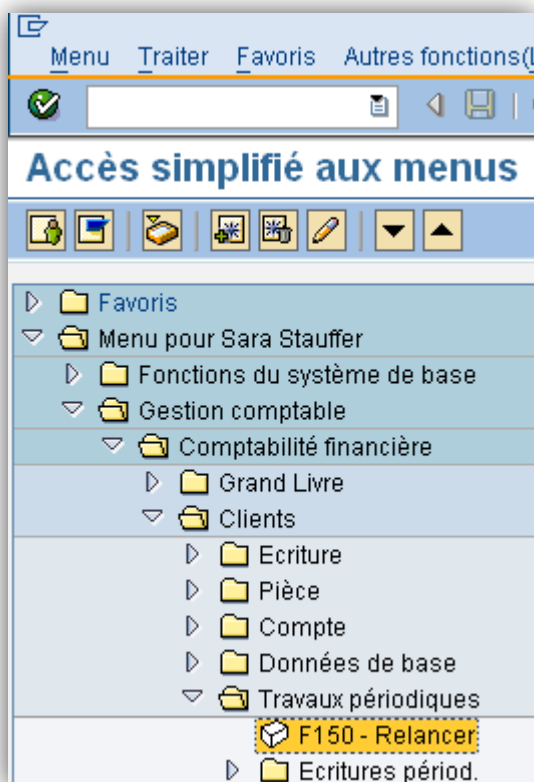 Menu Traiter Favoris Autres fonctions(L
Accès simplifié aux menus
Favoris
Menu pour Sara Stauffer
Fonctions du système de base
Gestion comptable
Comptabilité financière
Grand Livre
Clients
Ecriture
Pièce
Compte
Données de base
Travaux périodiques
F150 - Relancer
Ecritures périod.